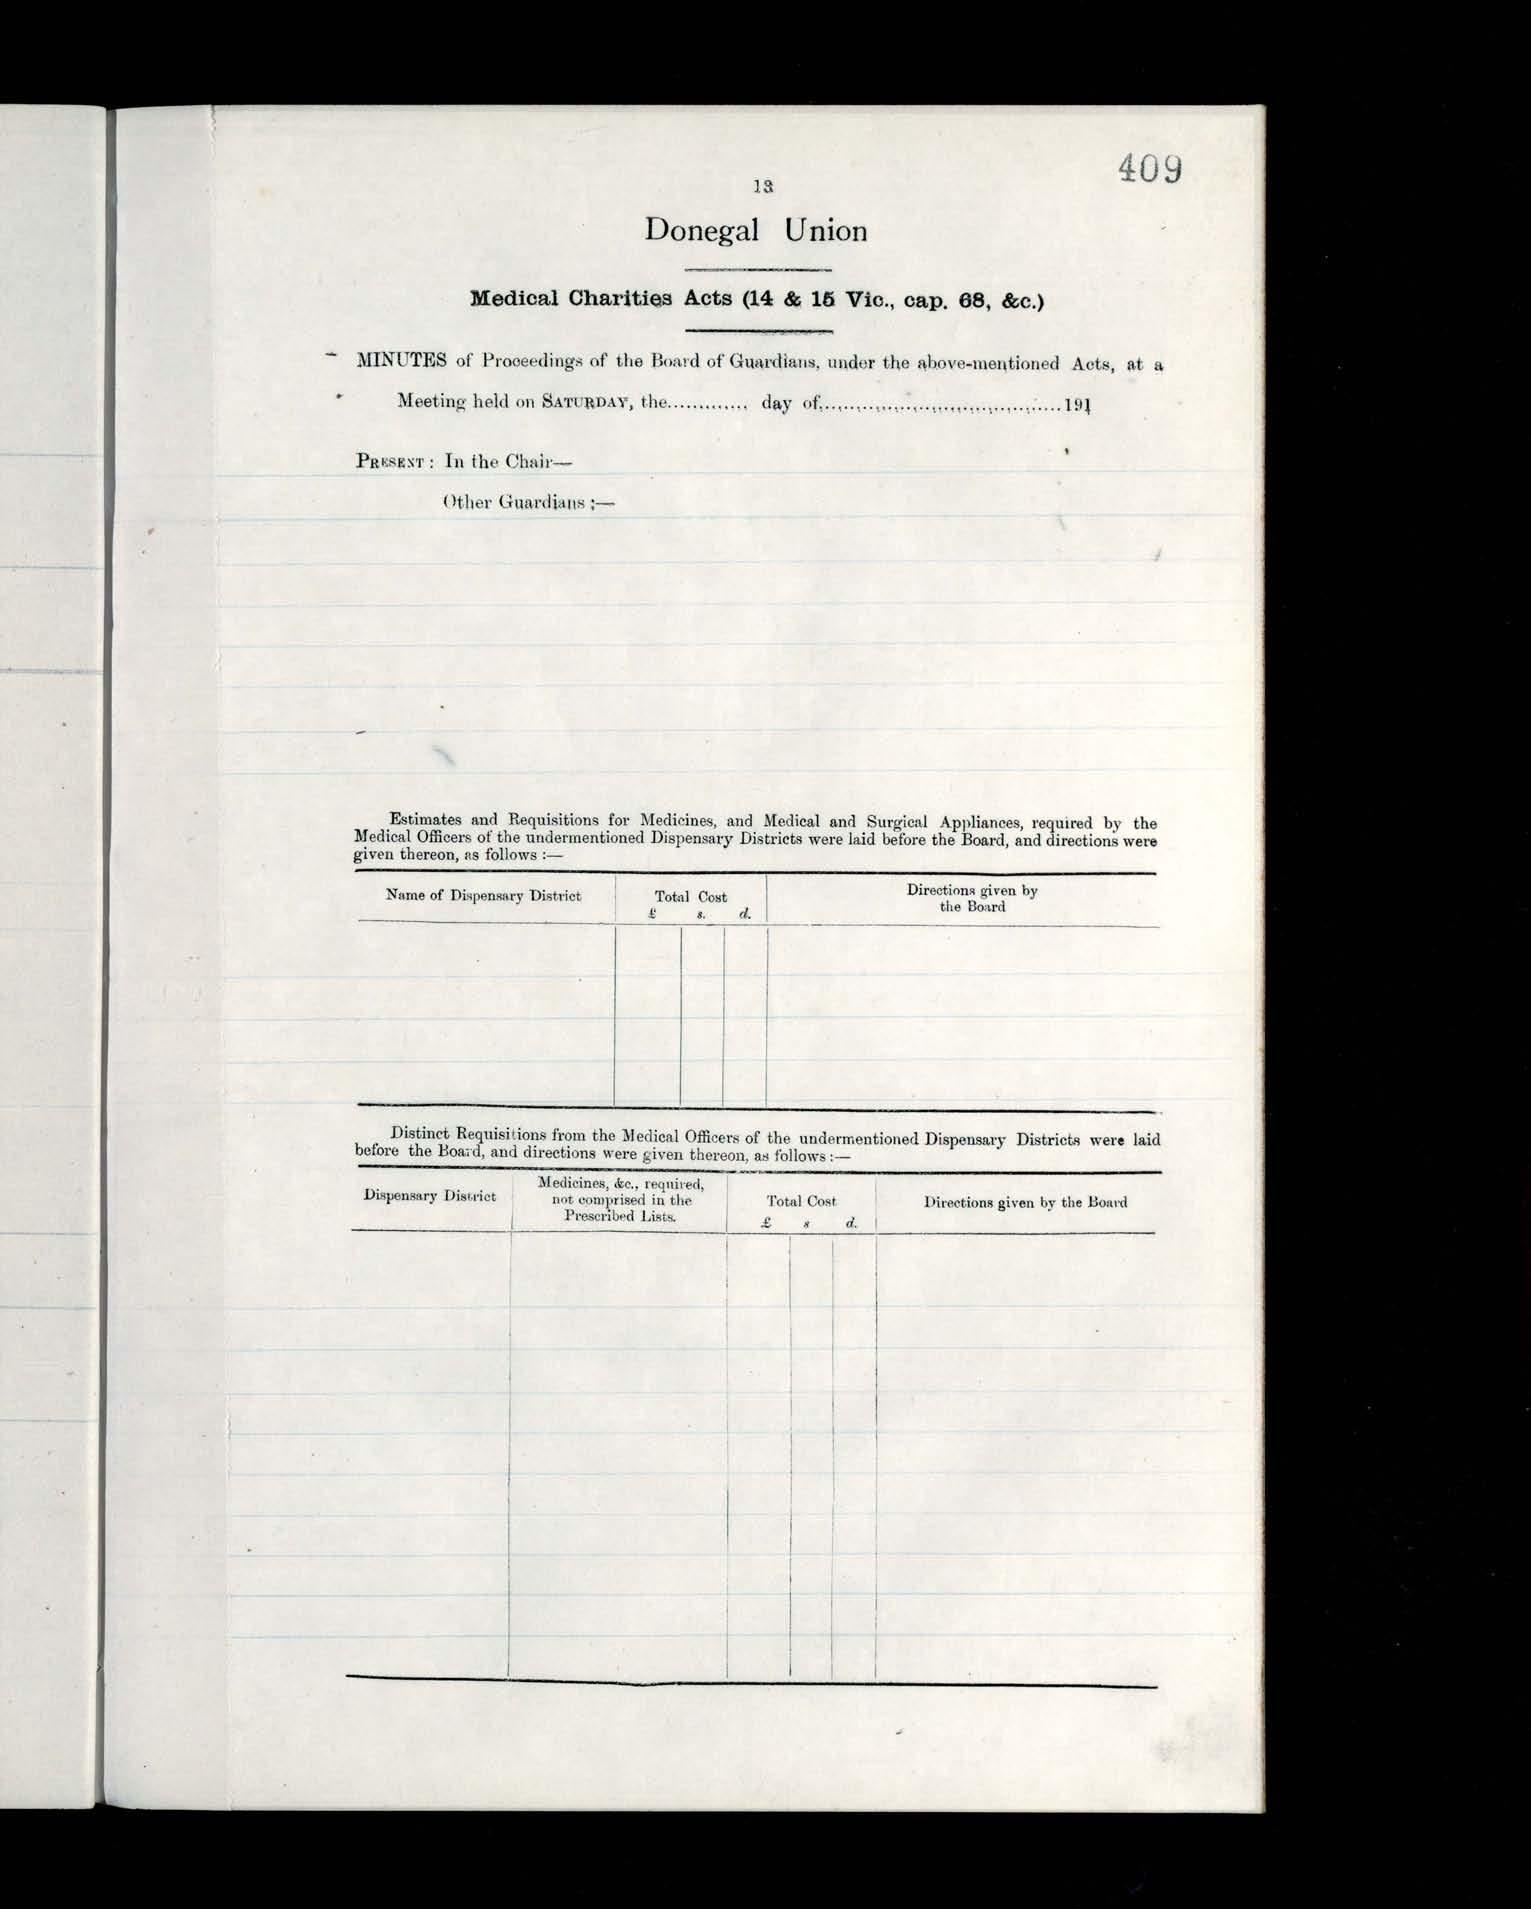 409
13
Donegal Union
Medical Charities Acts (14 & 15 Vic., cap. 68, &c.)
MINUTES of Proceedings of the Board of Guardians, under the above-mentioned Acts, at a
Meeting held on SATURDAY, the............. day of........................................191
PRESENT: In the Chair—
Other Guardians;—
Estimates and Requisitions for Medicines, and Medical and Surgical Appliances, required by the
Medical Officers of the undermentioned Dispensary Districts were laid before the Board, and directions were
given thereon, as follows:—
Name of Dispensary District
Total Cost
£ s. d.
Directions given by
the Board
Distinct Requisitions from the Medical Officers of the undermentioned Dispensary Districts were laid
before the Board, and directions were given thereon, as follows:—
Dispensary District
Medicines, &c., required,
not comprised in the
Prescribed Lists.
Total Cost
£ s d.
Directions given by the Board